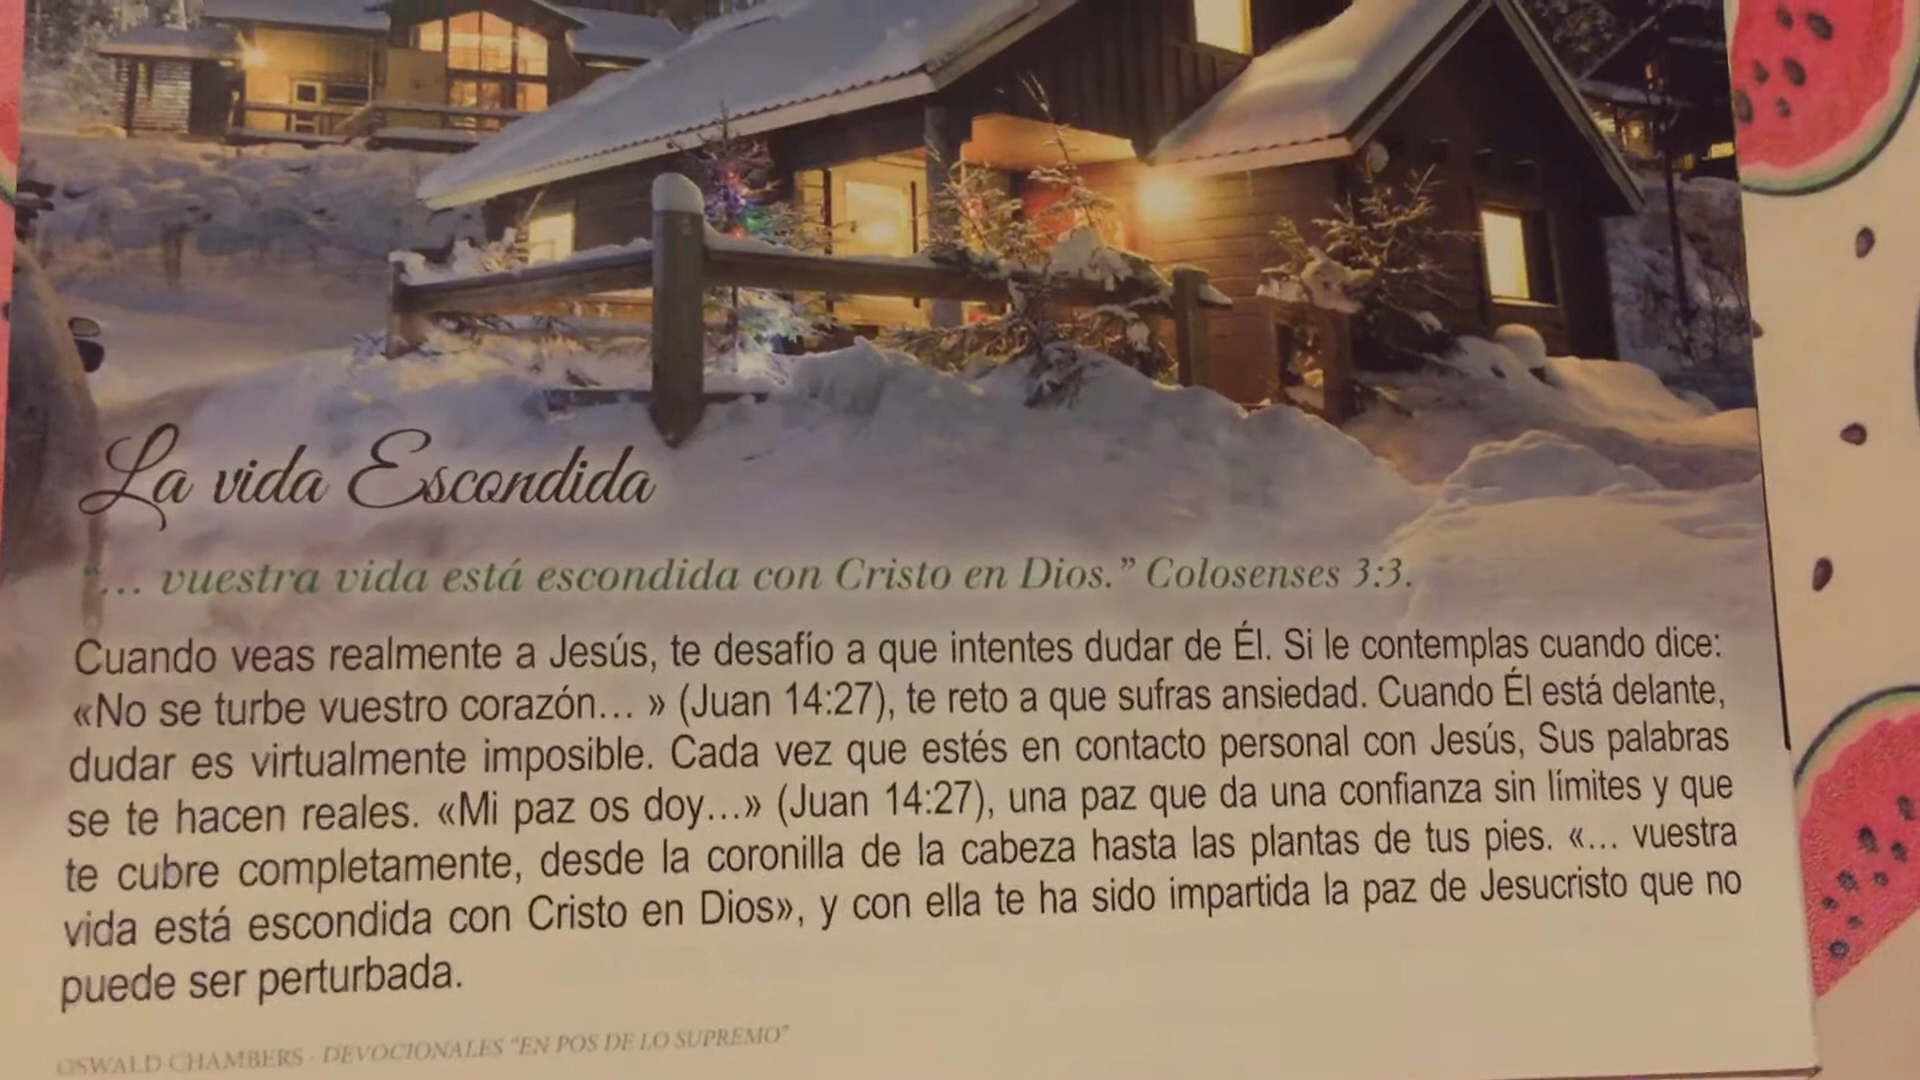 La vida Escondida
"... vuestra vida está escondida con Cristo en Dios.” Colosenses 3:3.
Cuando veas realmente a Jesús, te desafío a que intentes dudar de Él. Si le contemplas cuando dice:
«No se turbe vuestro corazón... » (Juan 14:27), te reto a que sufras ansiedad. Cuando Él está delante,
dudar es virtualmente imposible. Cada vez que estés en contacto personal con Jesús, Sus palabras
se te hacen reales. «Mi paz os doy...» (Juan 14:27), una paz que da una confianza sin límites y que
te cubre completamente, desde la coronilla de la cabeza hasta las plantas de tus pies. «... vuestra
vida está escondida con Cristo en Dios», y con ella te ha sido impartida la paz de Jesucristo que no
puede ser perturbada.
OSWALD CHAMBERS - DEVOCIONALES "EN POS DE LO SUPREMO"